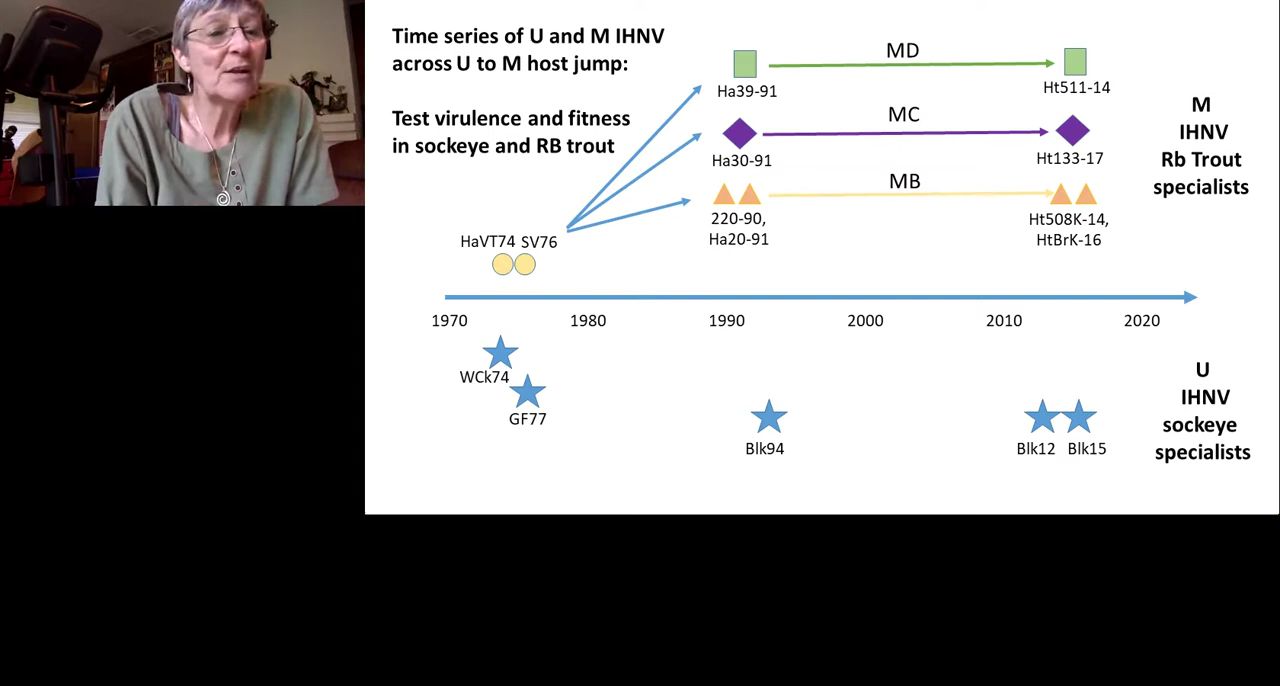 Time series of U and M IHNV
across U to M host jump:
Test virulence and fitness
in sockeye and RB trout
MD
Ha39-91
Ht511-14
MC
Ha30-91
Ht133-17
MB
220-90,
Ha20-91
Ht508K-14,
HtBrK-16
M
IHNV
Rb Trout
specialists
HaVT74 SV76
1970 1980 1990 2000 2010 2020
WCk74
GF77
Blk94
Blk12 Blk15
U
IHNV
sockeye
specialists